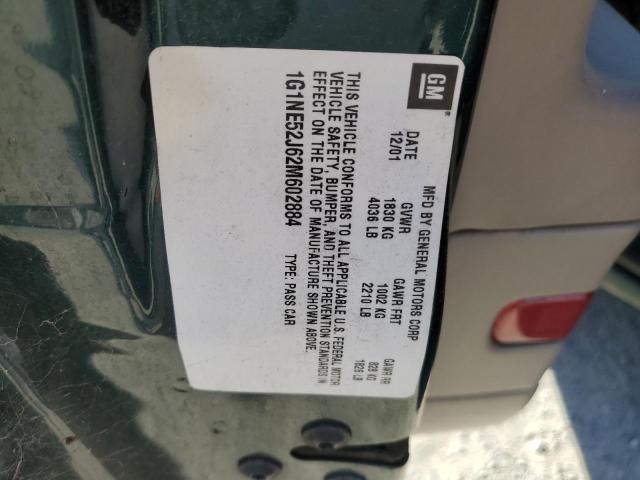 GM
MFD BY GENERAL MOTORS CORP
DATE GVWR GAWR FRT GAWR RR
12/01 1830 KG 1002 KG 828 KG
4036 LB 2210 LB 1826 LB
THIS VEHICLE CONFORMS TO ALL APPLICABLE U.S. FEDERAL MOTOR
VEHICLE SAFETY, BUMPER, AND THEFT PREVENTION STANDARDS IN
EFFECT ON THE DATE OF MANUFACTURE SHOWN ABOVE.
1G1NE52J62M602884 TYPE: PASS CAR